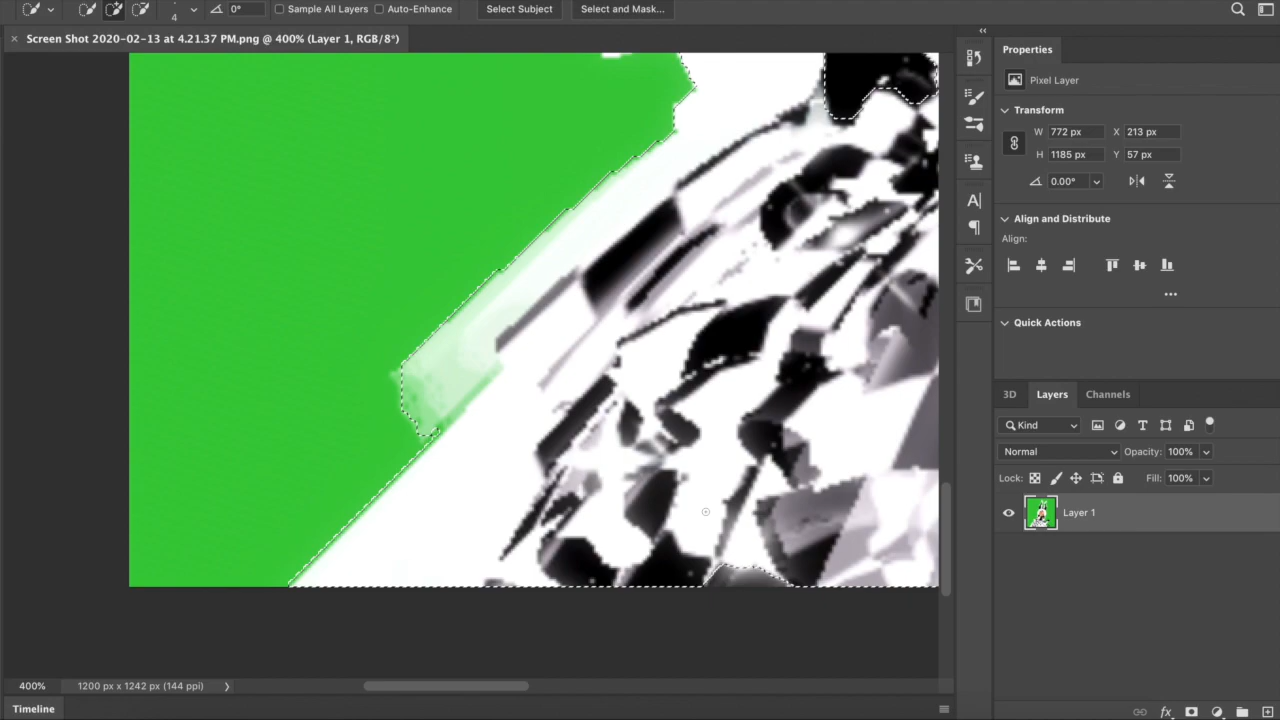 4
0°
Sample All Layers
Auto-Enhance
Select Subject
Select and Mask...
Screen Shot 2020-02-13 at 4.21.37 PM.png @ 400% (Layer 1, RGB/8*)
Properties
Pixel Layer
Transform
W 772 px X 213 px
H 1185 px Y 57 px
0.00°
Align and Distribute
Align:
Quick Actions
3D Layers Channels
Kind
Normal Opacity: 100%
Lock: Fill: 100%
Layer 1
400% 1200 px x 1242 px (144 ppi)
Timeline